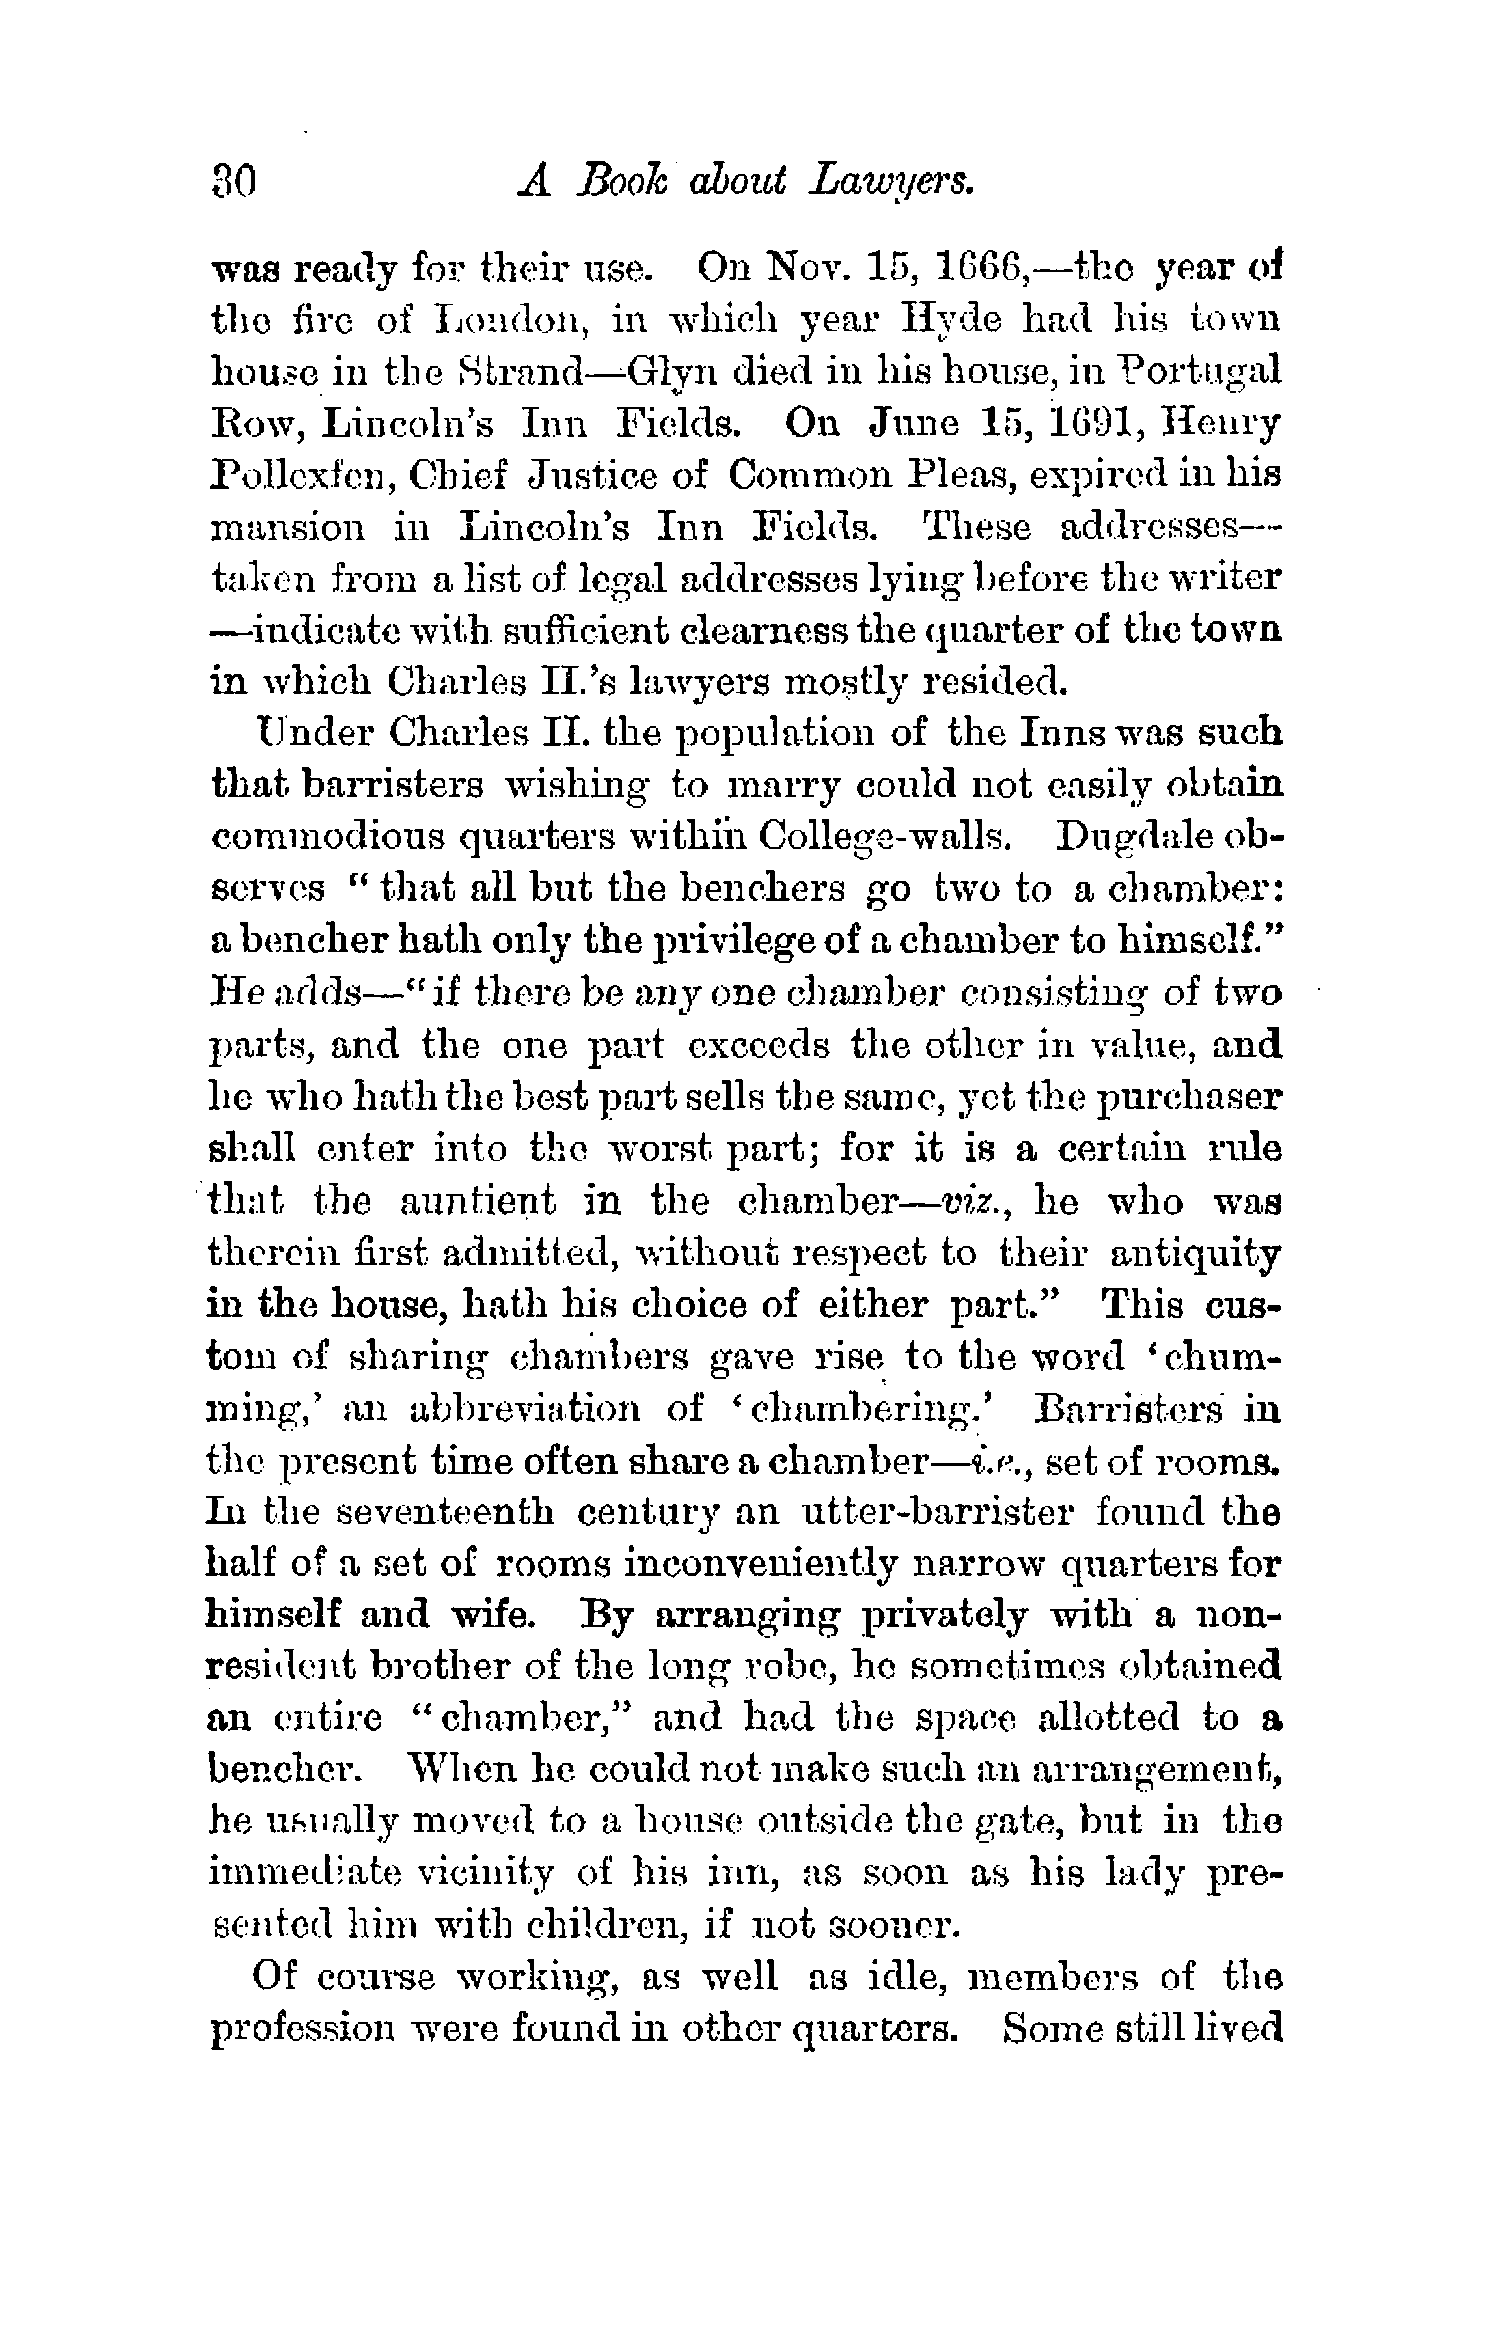 30 A Book about Lawyers.
was ready for their use. On Nov. 15, 1666,—the year of
the fire of London, in which year Hyde had his town
house in the Strand—Glyn died in his house, in Portugal
Row, Lincoln's Inn Fields. On June 15, 1691, Henry
Pollexfen, Chief Justice of Common Pleas, expired in his
mansion in Lincoln's Inn Fields. These addresses—
taken from a list of legal addresses lying before the writer
—indicate with sufficient clearness the quarter of the town
in which Charles II.'s lawyers mostly resided.
Under Charles II. the population of the Inns was such
that barristers wishing to marry could not easily obtain
commodious quarters within College-walls. Dugdale ob-
serves " that all but the benchers go two to a chamber:
a bencher hath only the privilege of a chamber to himself."
He adds—"if there be any one chamber consisting of two
parts, and the one part exceeds the other in value, and
he who hath the best part sells the same, yet the purchaser
shall enter into the worst part; for it is a certain rule
that the auntient in the chamber—viz., he who was
therein first admitted, without respect to their antiquity
in the house, hath his choice of either part." This cus-
tom of sharing chambers gave rise to the word 'chum-
ming,' an abbreviation of 'chambering.' Barristers in
the present time often share a chamber—i.e., set of rooms.
In the seventeenth century an utter-barrister found the
half of a set of rooms inconveniently narrow quarters for
himself and wife. By arranging privately with a non-
resident brother of the long robe, he sometimes obtained
an entire "chamber," and had the space allotted to a
bencher. When he could not make such an arrangement,
he usually moved to a house outside the gate, but in the
immediate vicinity of his inn, as soon as his lady pre-
sented him with children, if not sooner.
Of course working, as well as idle, members of the
profession were found in other quarters. Some still lived